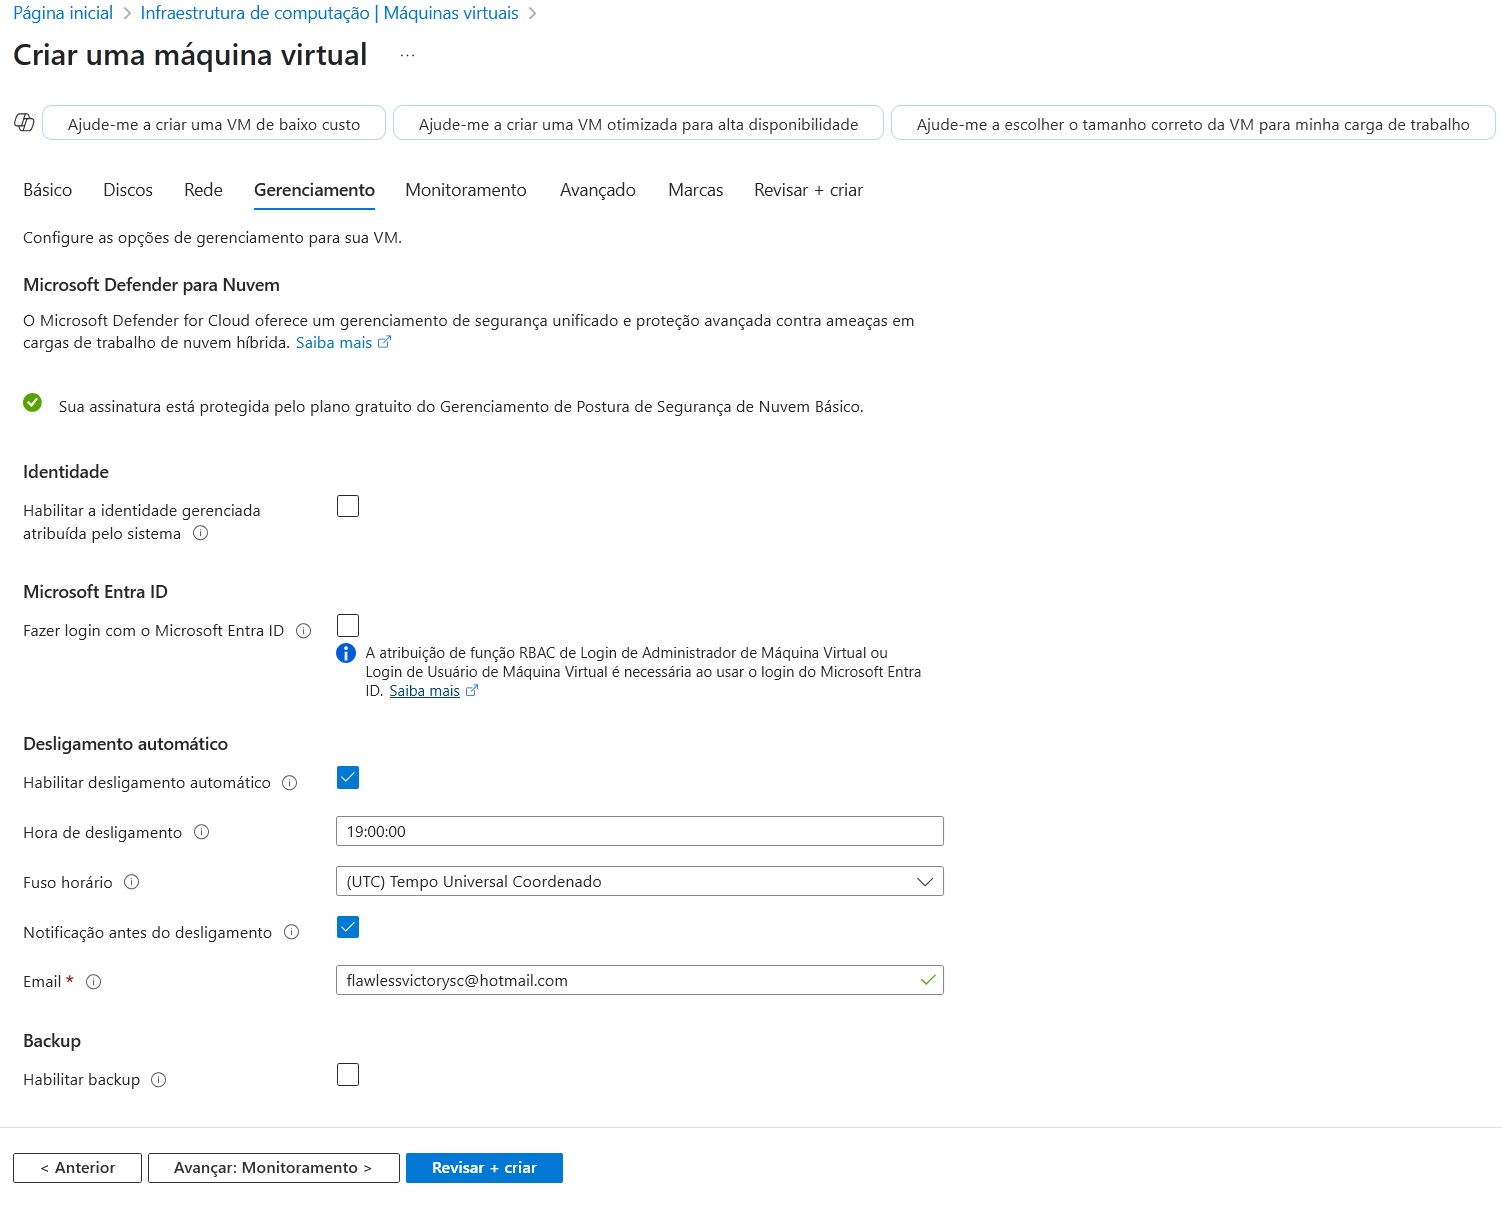 Página inicial > Infraestrutura de computação | Máquinas virtuais >
Criar uma máquina virtual ...
Ajude-me a criar uma VM de baixo custo
Ajude-me a criar uma VM otimizada para alta disponibilidade
Ajude-me a escolher o tamanho correto da VM para minha carga de trabalho
Básico Discos Rede Gerenciamento Monitoramento Avançado Marcas Revisar + criar
Configure as opções de gerenciamento para sua VM.
Microsoft Defender para Nuvem
O Microsoft Defender for Cloud oferece um gerenciamento de segurança unificado e proteção avançada contra ameaças em
cargas de trabalho de nuvem híbrida. Saiba mais
Sua assinatura está protegida pelo plano gratuito do Gerenciamento de Postura de Segurança de Nuvem Básico.
Identidade
Habilitar a identidade gerenciada
atribuída pelo sistema
Microsoft Entra ID
Fazer login com o Microsoft Entra ID
A atribuição de função RBAC de Login de Administrador de Máquina Virtual ou
Login de Usuário de Máquina Virtual é necessária ao usar o login do Microsoft Entra
ID. Saiba mais
Desligamento automático
Habilitar desligamento automático
Hora de desligamento
19:00:00
Fuso horário
(UTC) Tempo Universal Coordenado
Notificação antes do desligamento
Email *
flawlessvictorysc@hotmail.com
Backup
Habilitar backup
< Anterior
Avançar: Monitoramento >
Revisar + criar